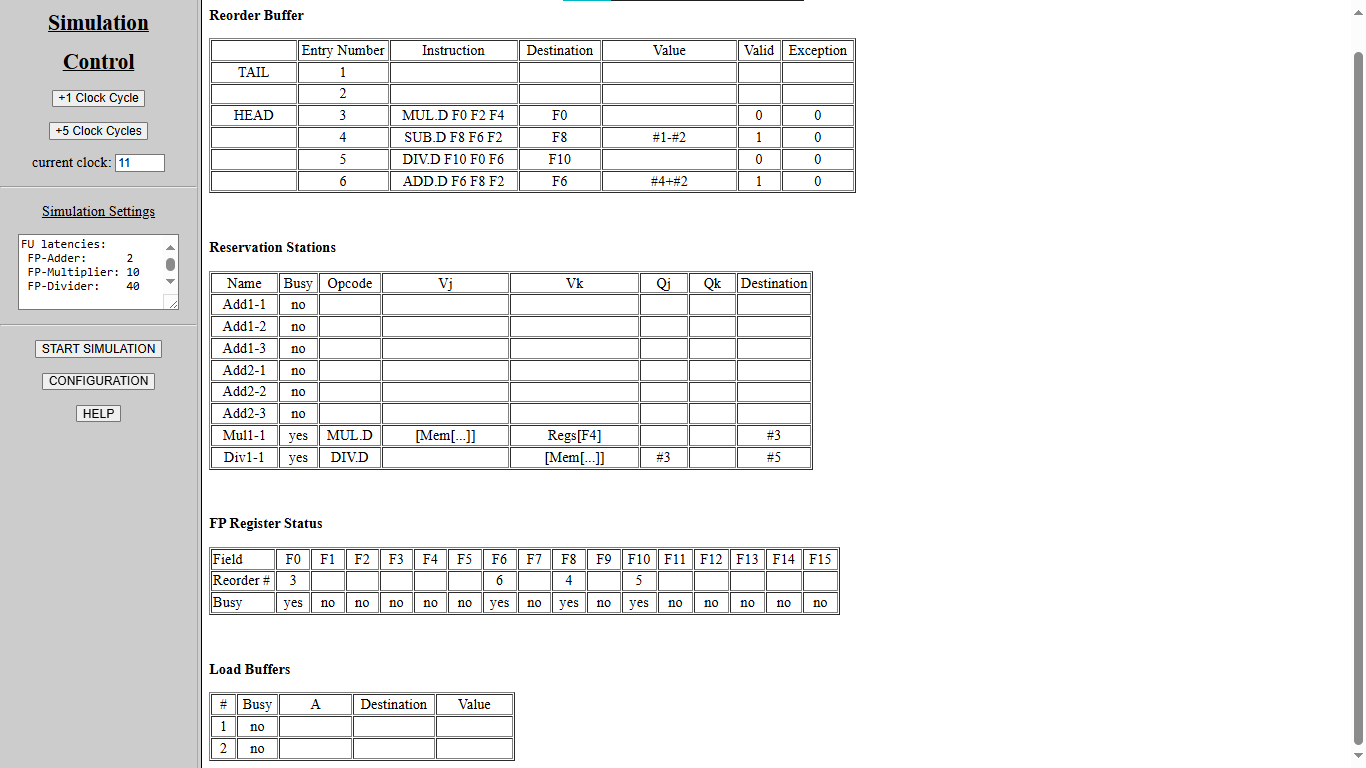 Simulation
Control
+1 Clock Cycle
+5 Clock Cycles
current clock: 11
Simulation Settings
FU latencies:
FP-Adder: 2
FP-Multiplier: 10
FP-Divider: 40
START SIMULATION
CONFIGURATION
HELP
Reorder Buffer
Entry Number Instruction Destination Value Valid Exception
TAIL 1
2
HEAD 3 MUL.D F0 F2 F4 F0 0 0
4 SUB.D F8 F6 F2 F8 #1-#2 1 0
5 DIV.D F10 F0 F6 F10 0 0
6 ADD.D F6 F8 F2 F6 #4+#2 1 0
Reservation Stations
Name Busy Opcode Vj Vk Qj Qk Destination
Add1-1 no
Add1-2 no
Add1-3 no
Add2-1 no
Add2-2 no
Add2-3 no
Mul1-1 yes MUL.D [Mem[...]] Regs[F4] #3
Div1-1 yes DIV.D [Mem[...]] #3 #5
FP Register Status
Field F0 F1 F2 F3 F4 F5 F6 F7 F8 F9 F10 F11 F12 F13 F14 F15
Reorder # 3 6 4 5
Busy yes no no no no no yes no yes no yes no no no no no
Load Buffers
# Busy A Destination Value
1 no
2 no